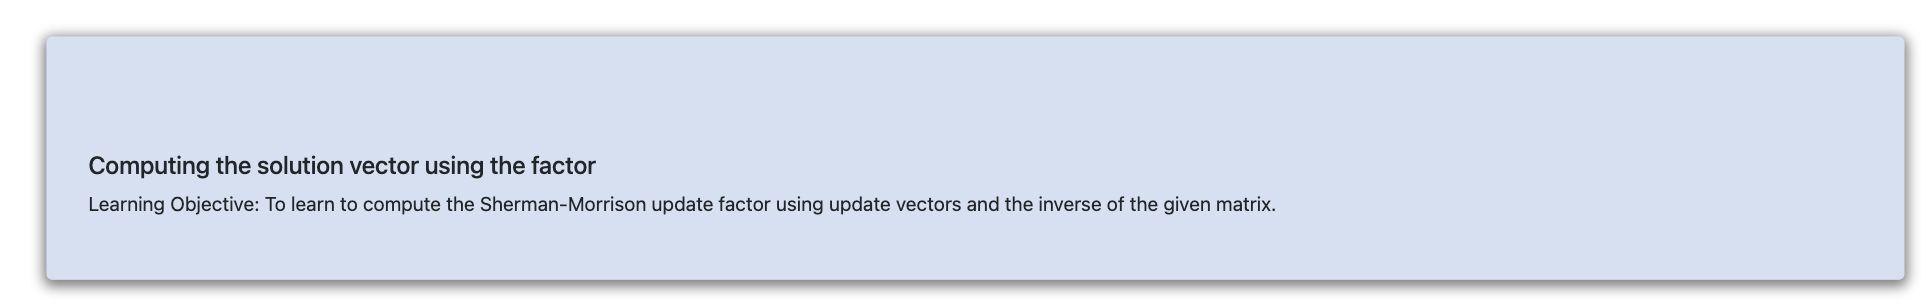 Computing the solution vector using the factor
Learning Objective: To learn to compute the Sherman-Morrison update factor using update vectors and the inverse of the given matrix.